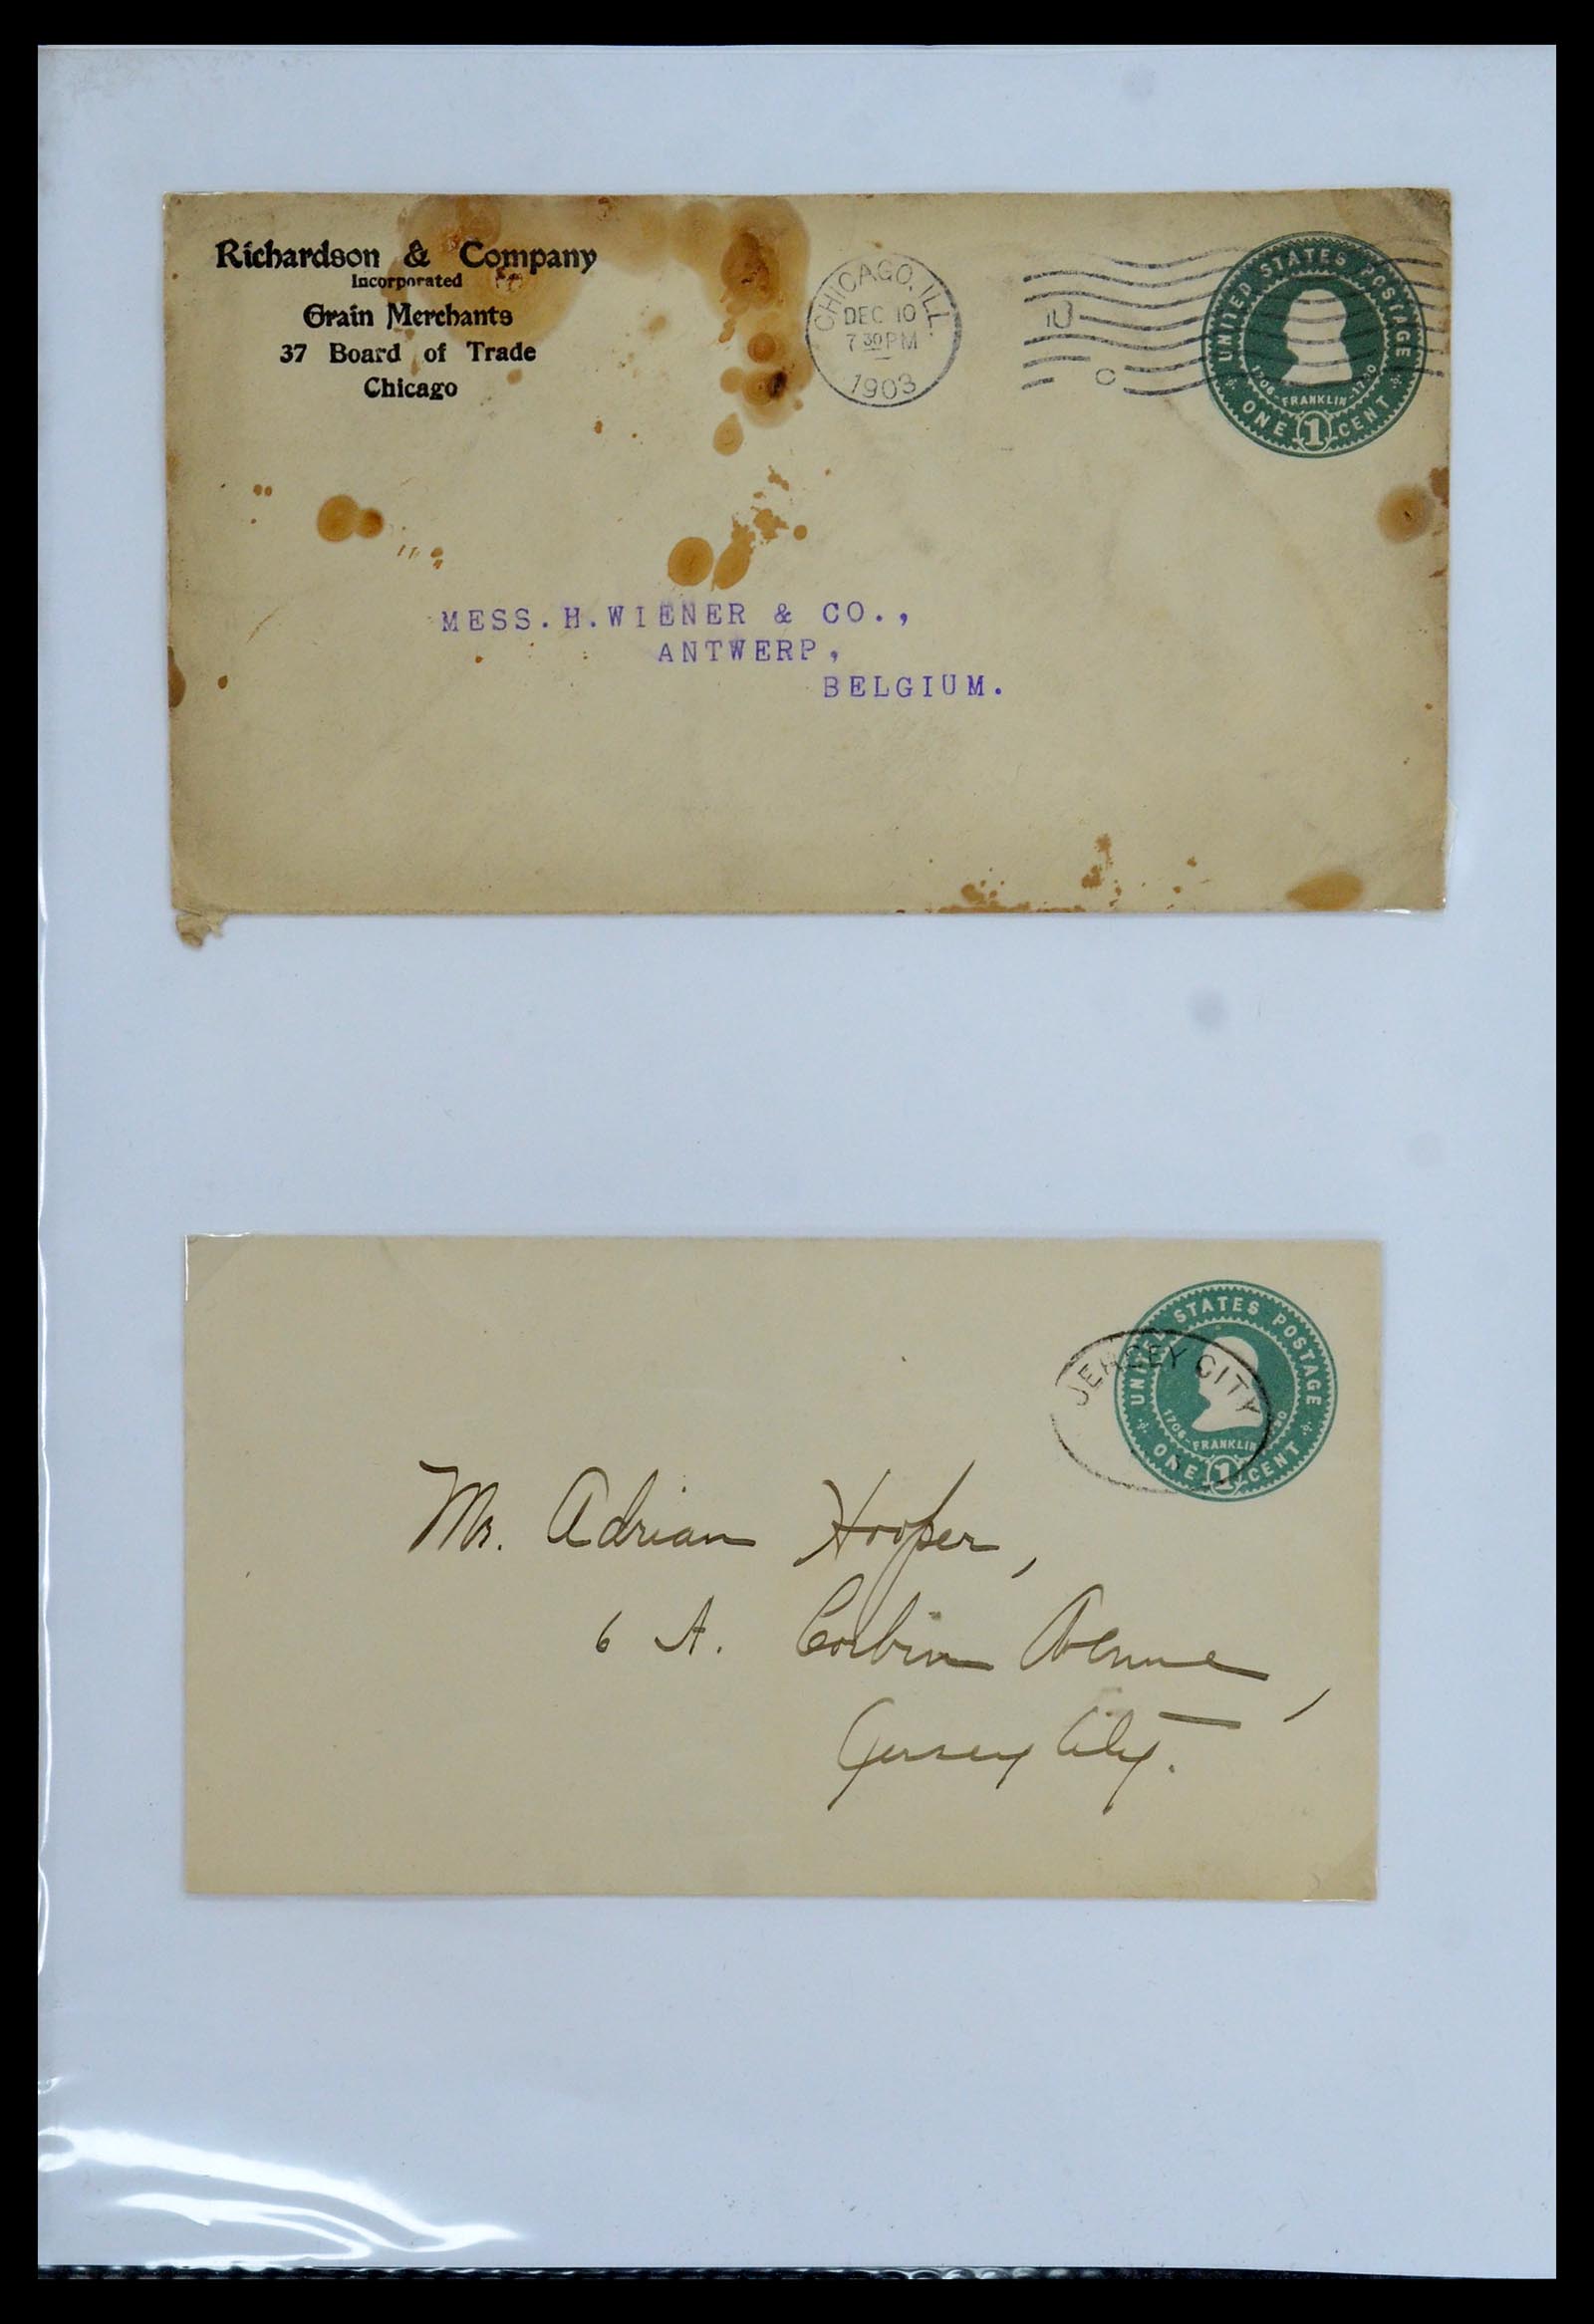 Richardson & Company
Incorporated
Grain Merchants
37 Board of Trade
Chicago
CHICAGO, ILL.
DEC 10
7 30 PM
1903
C
UNITED STATES POSTAGE
1706-FRANKLIN-1790
ONE 1 CENT
MESS. H. WIENER & CO.,
ANTWERP,
BELGIUM.
UNITED STATES POSTAGE
1706-FRANKLIN-90
ONE 1 CENT
JERSEY CITY
Mr. Adrian Hooper,
6 A. Corbin Avenue,
Jersey City.